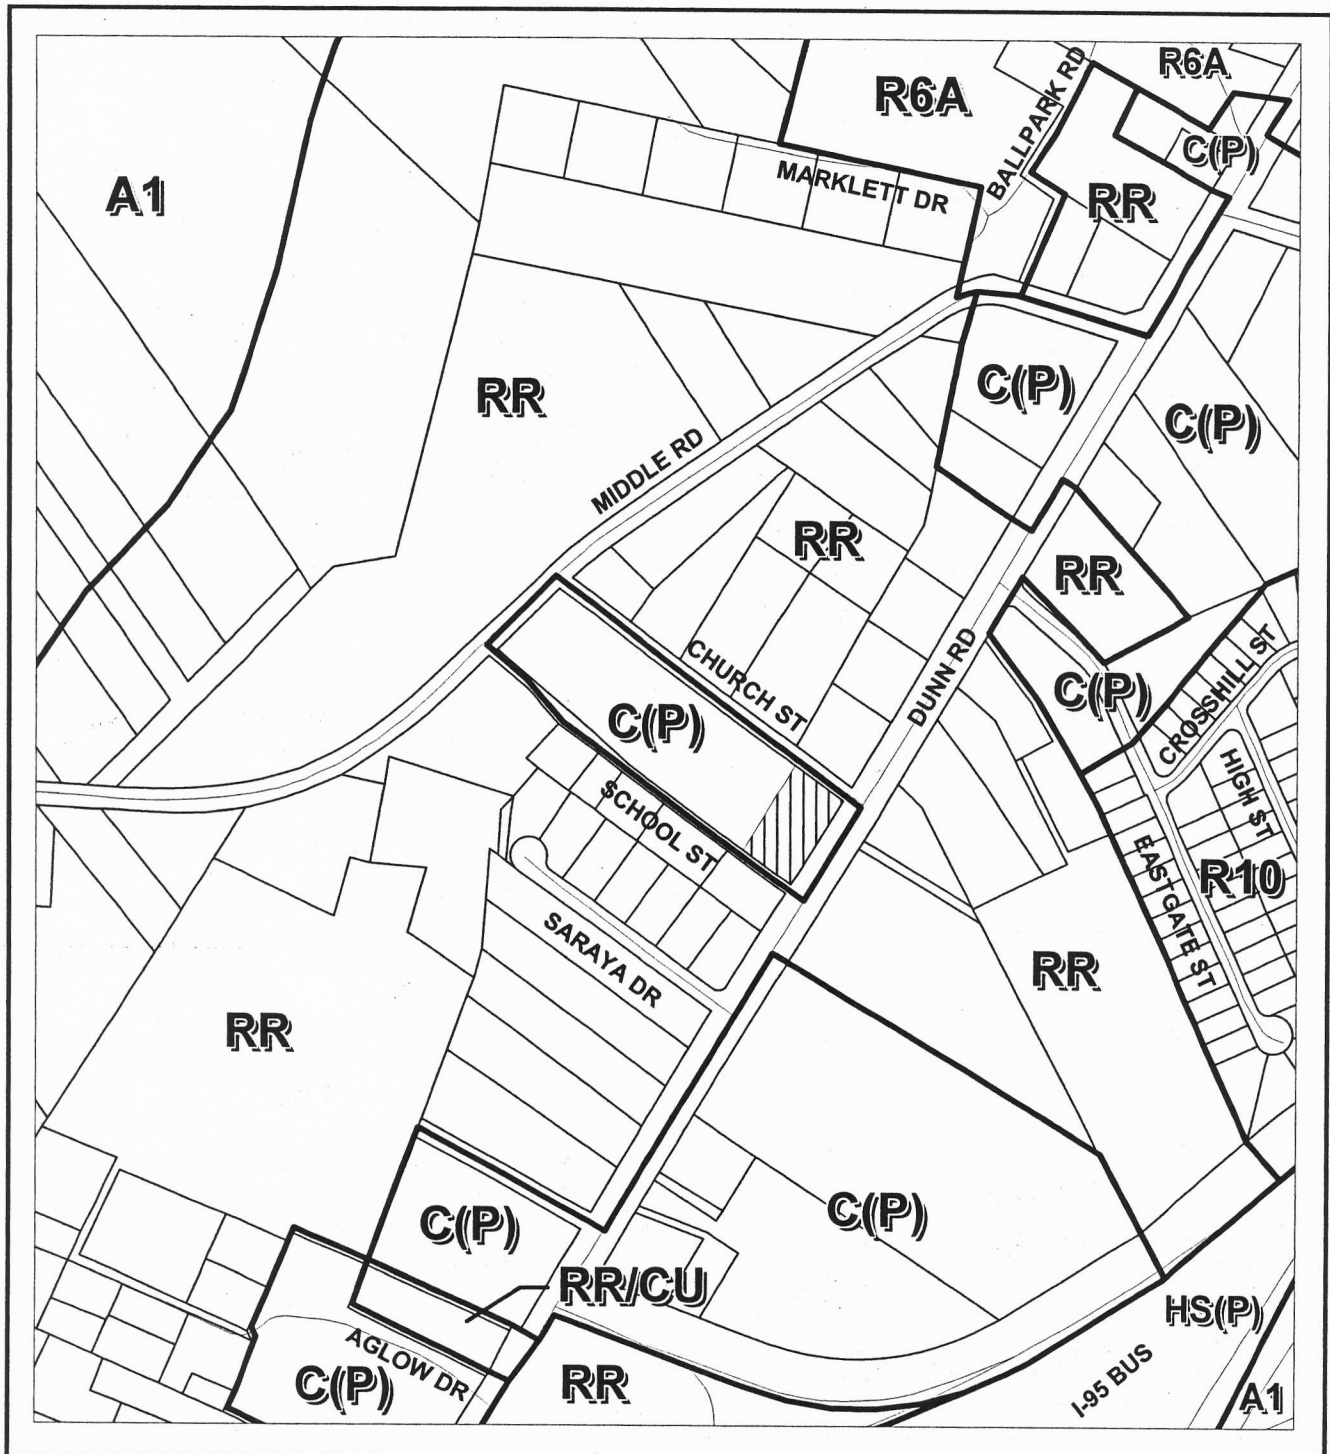 R6A
R6A
BALLPARK RD
C(P)
A1
MARKLETT DR
RR
RR
C(P)
C(P)
MIDDLE RD
RR
RR
CHURCH ST
DUNN RD
C(P)
CROSSHILL ST
C(P)
HIGH ST
SCHOOL ST
EASTGATE ST
R10
SARAYA DR
RR
RR
C(P)
C(P)
RR/CU
HS(P)
AGLOW DR
C(P)
RR
I-95 BUS
A1